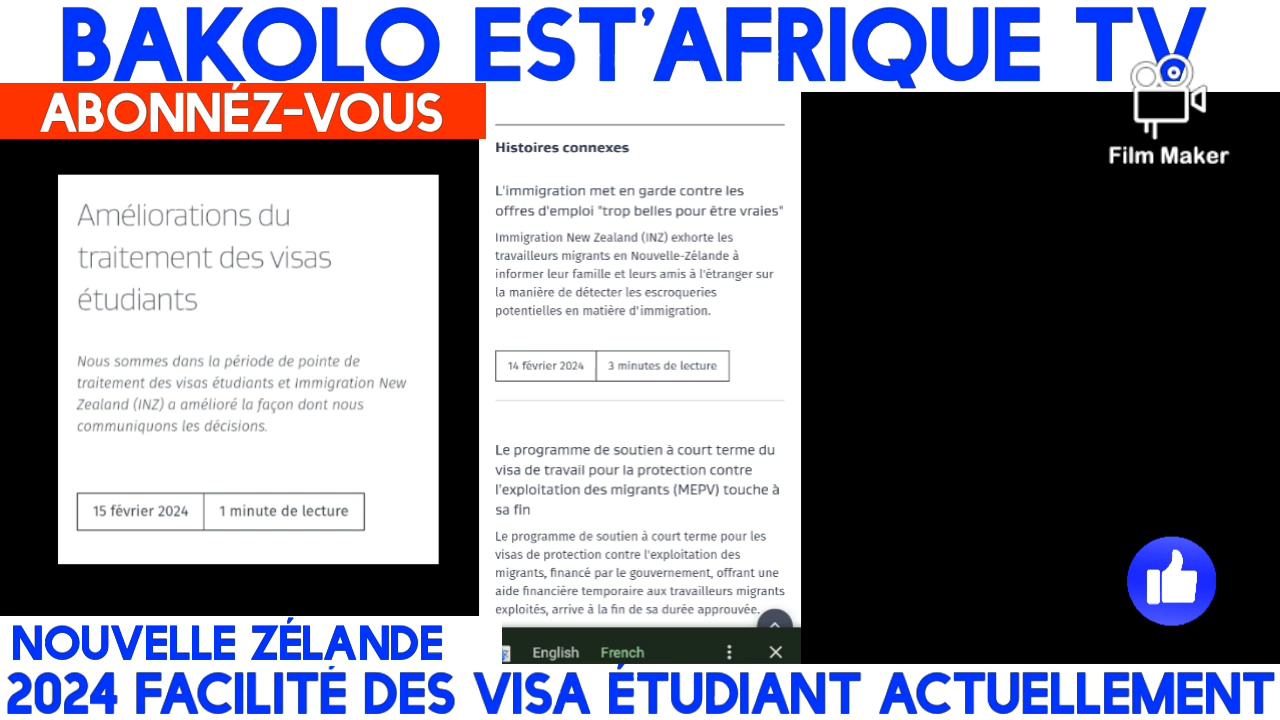 BAKOLO EST'AFRIQUE TV
ABONNÉZ-VOUS
Film Maker
Améliorations du
traitement des visas
étudiants
Nous sommes dans la période de pointe de
traitement des visas étudiants et Immigration New
Zealand (INZ) a amélioré la façon dont nous
communiquons les décisions.
15 février 2024
1 minute de lecture
Histoires connexes
L'immigration met en garde contre les
offres d'emploi "trop belles pour être vraies"
Immigration New Zealand (INZ) exhorte les
travailleurs migrants en Nouvelle-Zélande à
informer leur famille et leurs amis à l'étranger sur
la manière de détecter les escroqueries
potentielles en matière d'immigration.
14 février 2024
3 minutes de lecture
Le programme de soutien à court terme du
visa de travail pour la protection contre
l'exploitation des migrants (MEPV) touche à
sa fin
Le programme de soutien à court terme pour les
visas de protection contre l'exploitation des
migrants, financé par le gouvernement, offrant une
aide financière temporaire aux travailleurs migrants
exploités, arrive à la fin de sa durée approuvée.
English
French
NOUVELLE ZÉLANDE
2024 FACILITÉ DES VISA ÉTUDIANT ACTUELLEMENT